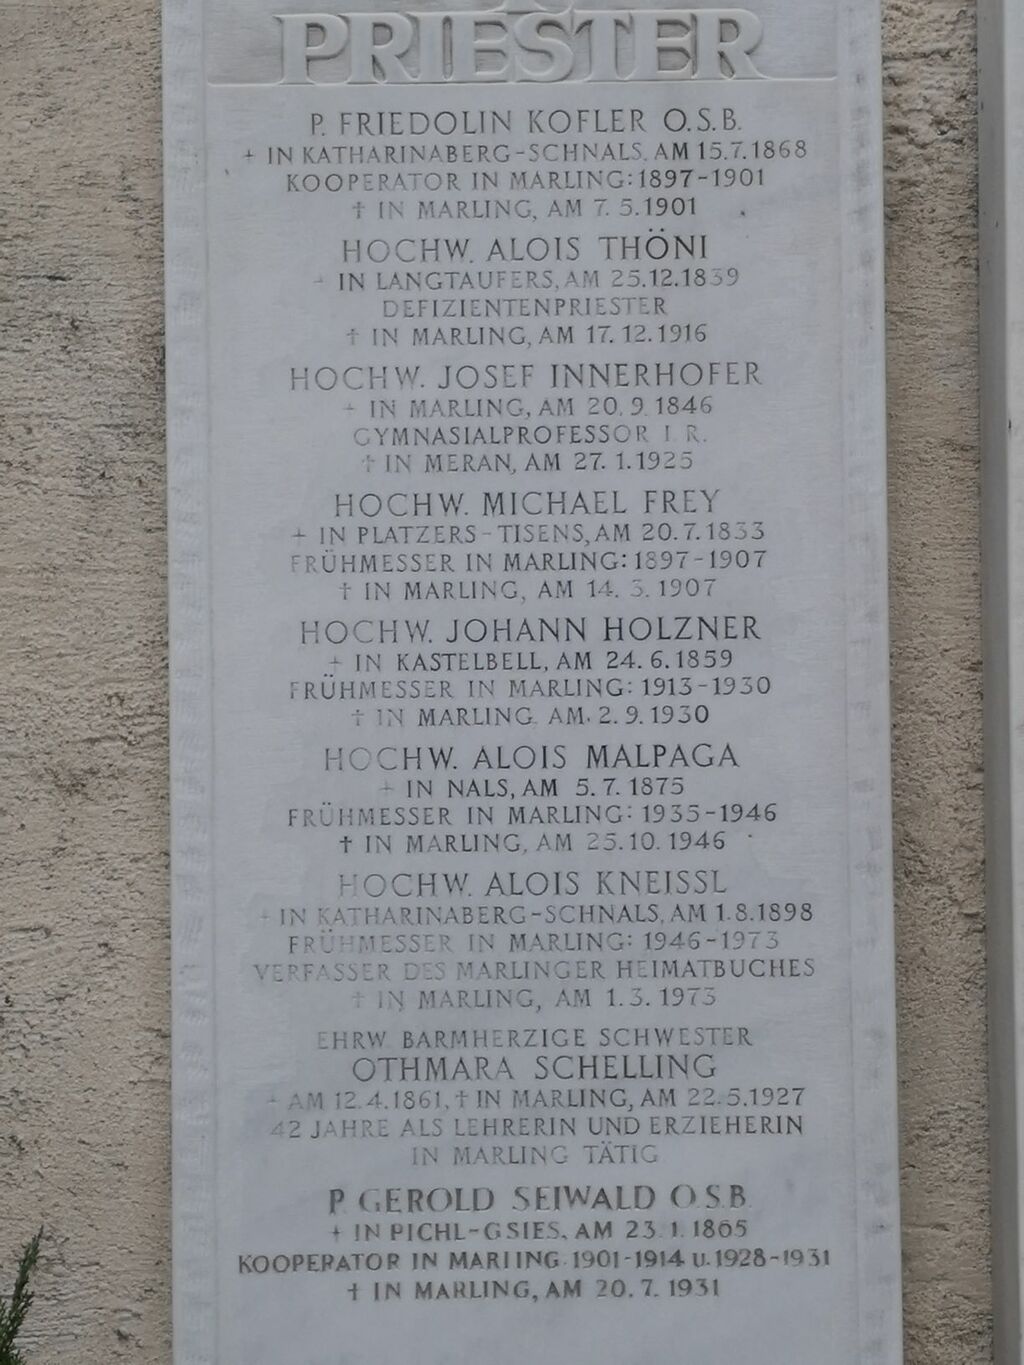 PRIESTER
P. FRIEDOLIN KOFLER O.S.B.
+ IN KATHARINABERG-SCHNALS, AM 15.7.1868
KOOPERATOR IN MARLING: 1897-1901
† IN MARLING, AM 7.5.1901
HOCHW. ALOIS THÖNI
+ IN LANGTAUFERS, AM 25.12.1839
DEFIZIENTENPRIESTER
† IN MARLING, AM 17.12.1916
HOCHW. JOSEF INNERHOFER
+ IN MARLING, AM 20.9.1846
GYMNASIALPROFESSOR I. R.
† IN MERAN, AM 27.1.1925
HOCHW. MICHAEL FREY
+ IN PLATZERS-TISENS, AM 20.7.1833
FRÜHMESSER IN MARLING: 1897-1907
† IN MARLING, AM 14.3.1907
HOCHW. JOHANN HOLZNER
+ IN KASTELBELL, AM 24.6.1859
FRÜHMESSER IN MARLING: 1913-1930
† IN MARLING AM. 2.9.1930
HOCHW. ALOIS MALPAGA
+ IN NALS, AM 5.7.1875
FRÜHMESSER IN MARLING: 1935-1946
† IN MARLING, AM 25.10.1946
HOCHW. ALOIS KNEISSL
+ IN KATHARINABERG-SCHNALS, AM 1.8.1898
FRÜHMESSER IN MARLING: 1946-1973
VERFASSER DES MARLINGER HEIMATBUCHES
† IN MARLING, AM 1.3.1973
EHRW. BARMHERZIGE SCHWESTER
OTHMARA SCHELLING
+ AM 12.4.1861, † IN MARLING, AM 22.5.1927
42 JAHRE ALS LEHRERIN UND ERZIEHERIN
IN MARLING TÄTIG
P. GEROLD SEIWALD O.S.B.
+ IN PICHL-GSIES, AM 23.1.1865
KOOPERATOR IN MARLING 1901-1914 u. 1928-1931
† IN MARLING, AM 20.7.1931